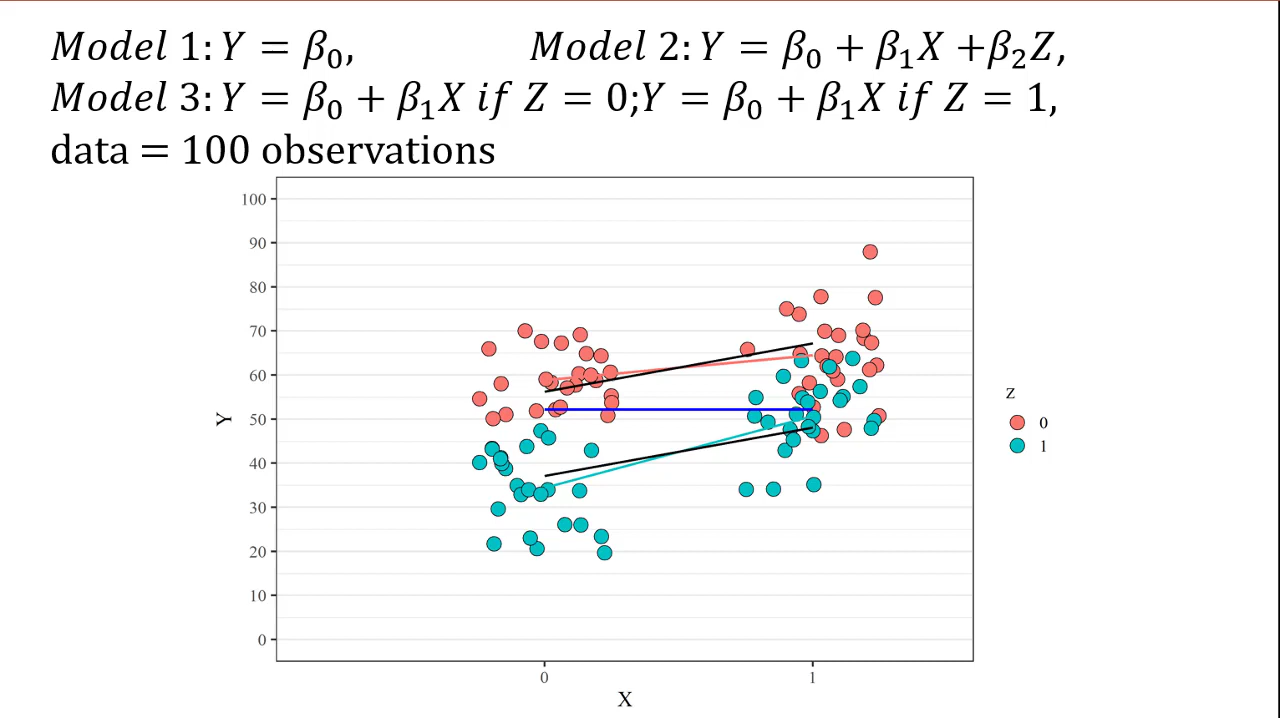 Model 1: Y = β₀, Model 2: Y = β₀ + β₁X +β₂Z,
Model 3: Y = β₀ + β₁X if Z = 0;Y = β₀ + β₁X if Z = 1,
data = 100 observations
100
90
80
70
60
50
40
30
20
10
0
Y
0 1
X
Z
0
1